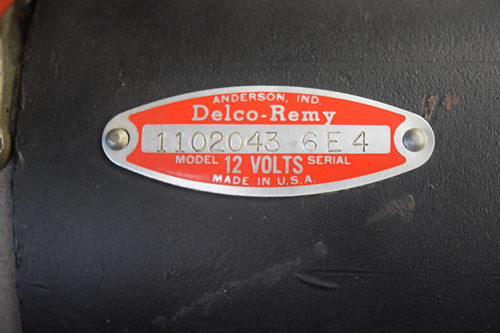 ANDERSON, IND.
Delco-Remy
1102043 6E4
MODEL 12 VOLTS SERIAL
MADE IN U.S.A.